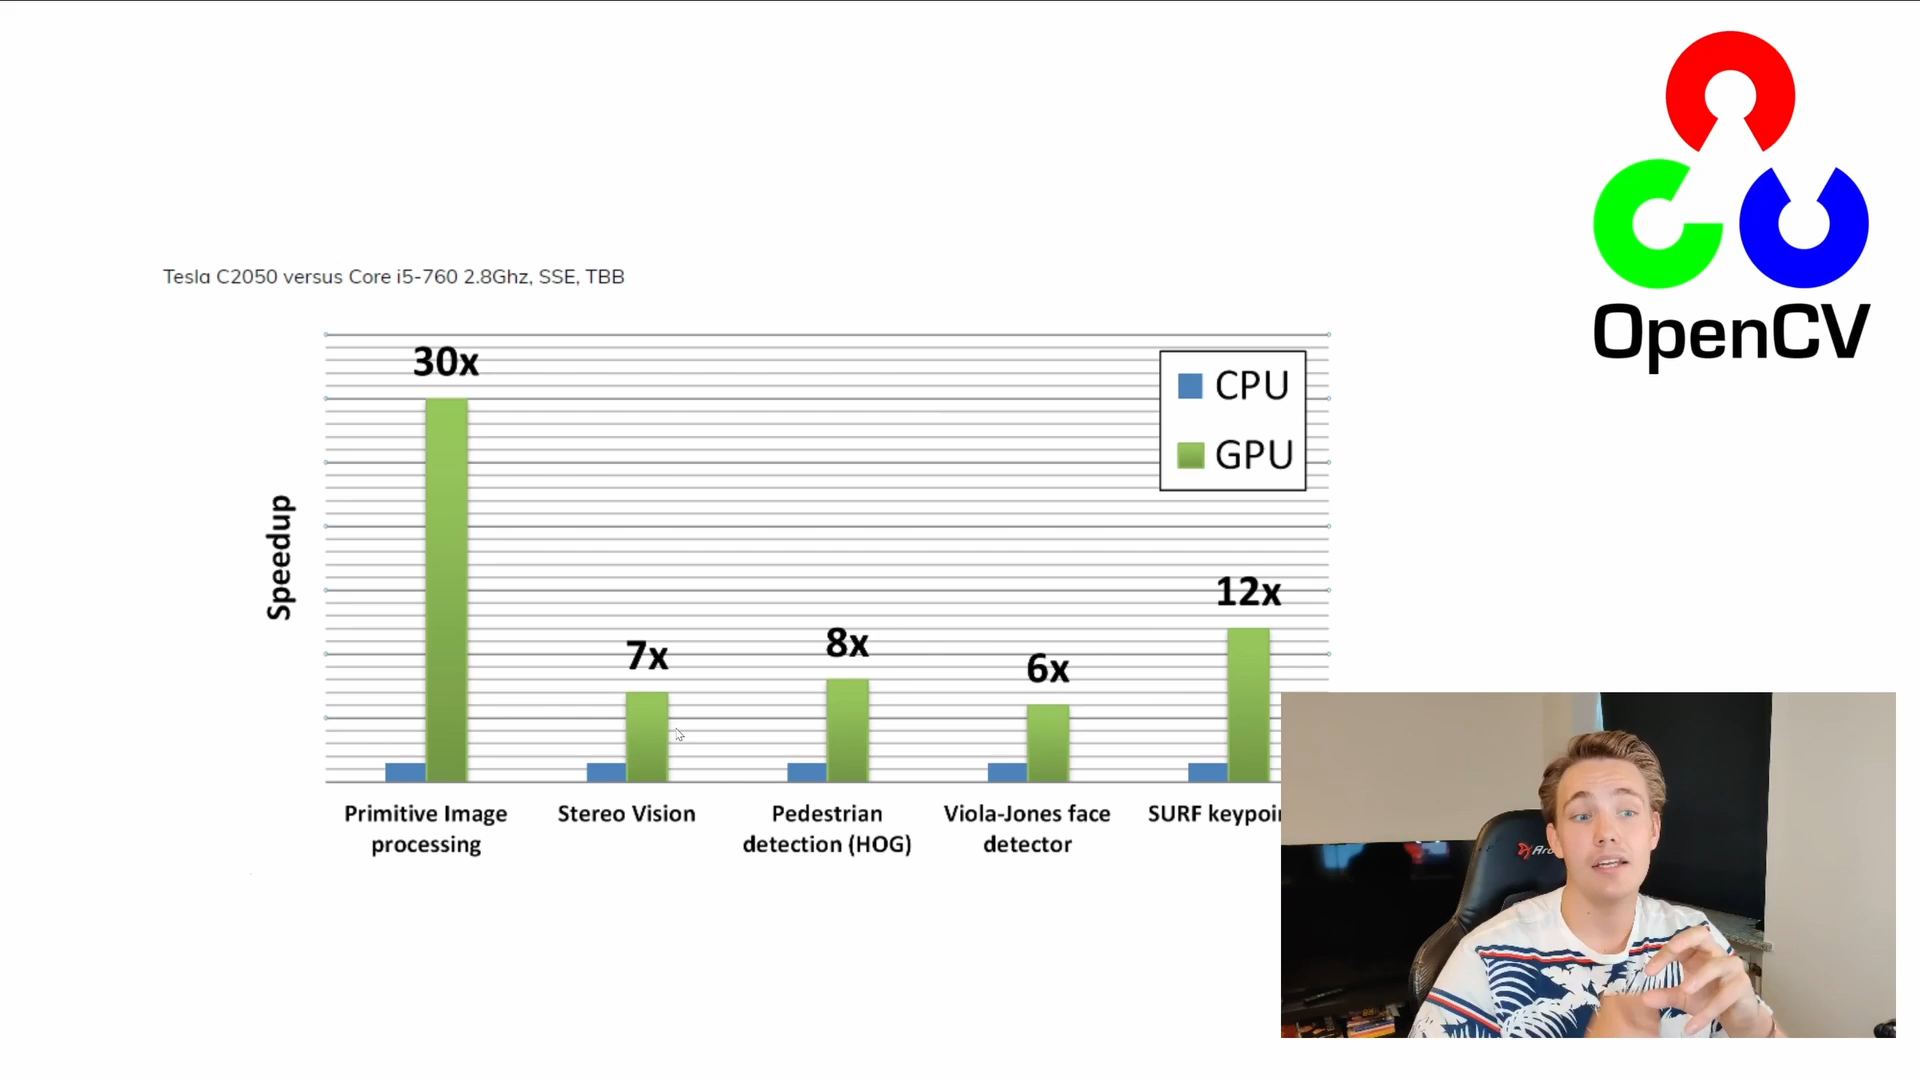 OpenCV
Tesla C2050 versus Core i5-760 2.8Ghz, SSE, TBB
Speedup
30x
7x
8x
6x
12x
CPU
GPU
Primitive Image
processing
Stereo Vision
Pedestrian
detection (HOG)
Viola-Jones face
detector
SURF